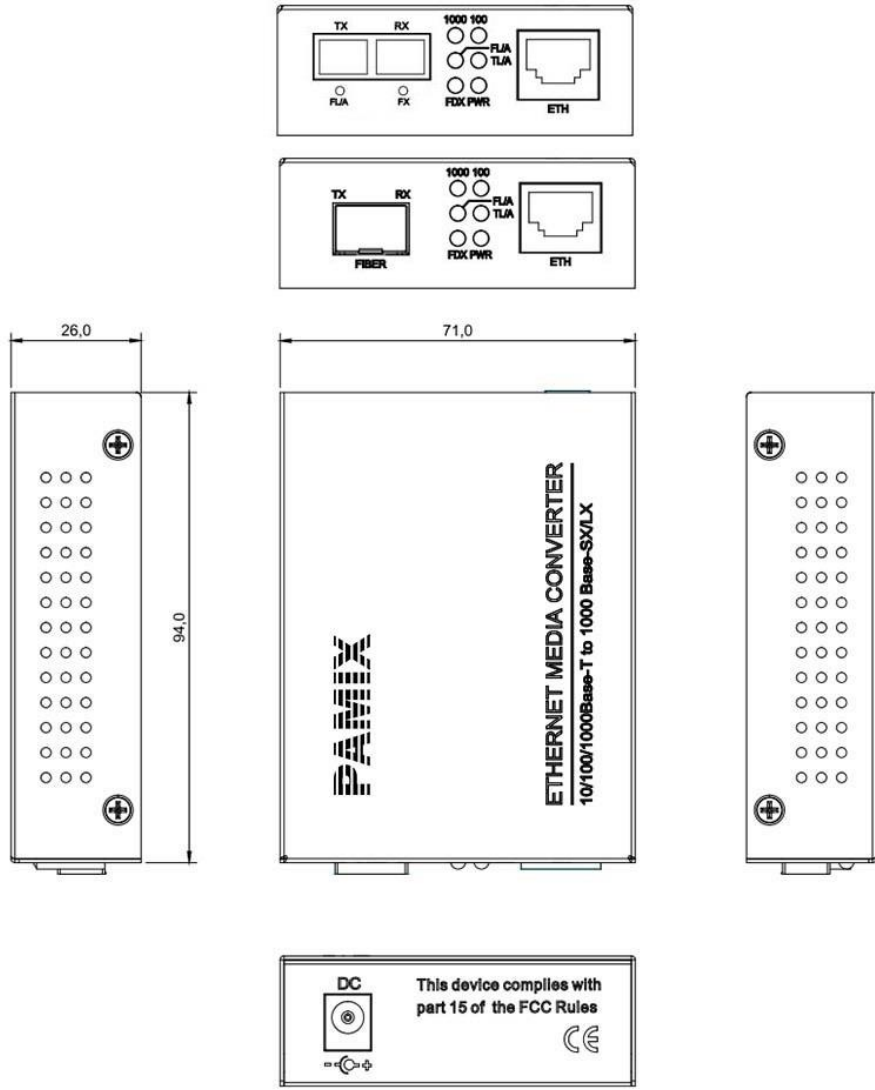 TX RX
1000 100
FL/A
TL/A
FL/A FX
FDX PWR
ETH
1000 100
TX RX
FL/A
TL/A
FDX PWR
FIBER
ETH
26,0
71,0
94,0
PAMIX
ETHERNET MEDIA CONVERTER
10/100/1000Base-T to 1000 Base-SX/LX
DC
This device complies with
part 15 of the FCC Rules
- +
CE